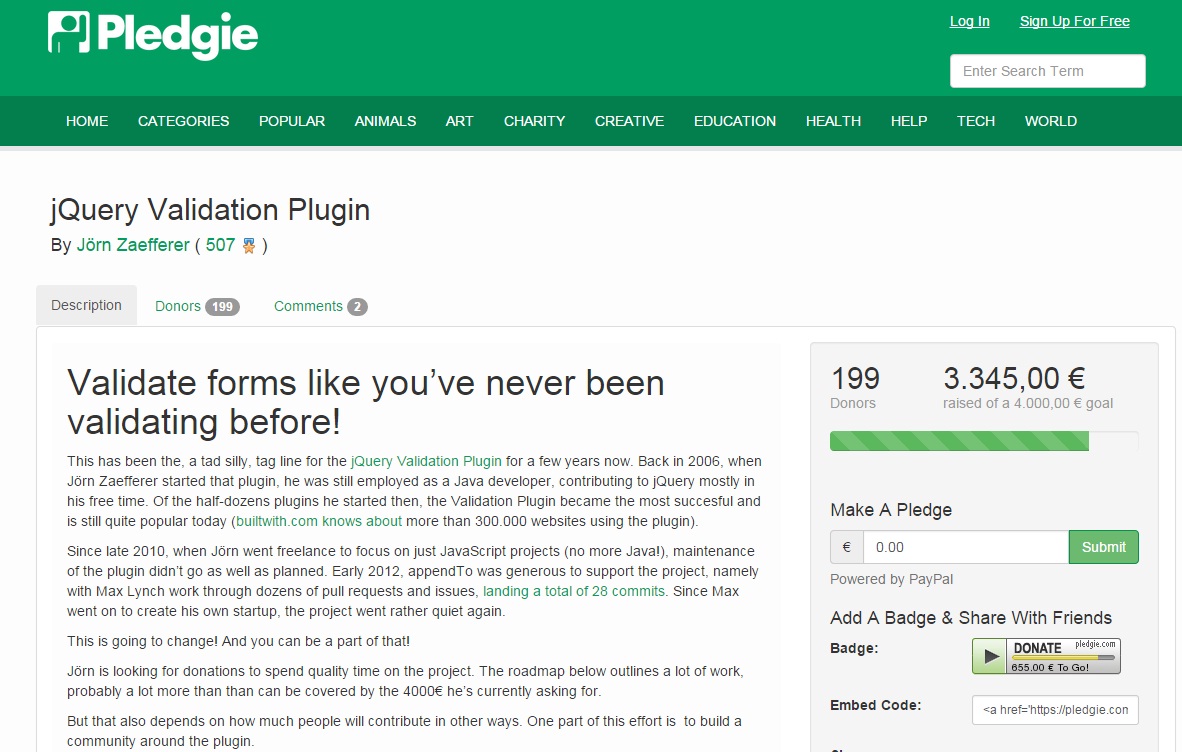 Pledgie
Log In Sign Up For Free
Enter Search Term
HOME CATEGORIES POPULAR ANIMALS ART CHARITY CREATIVE EDUCATION HEALTH HELP TECH WORLD
jQuery Validation Plugin
By Jörn Zaefferer ( 507 )
Description Donors 199 Comments 2
Validate forms like you’ve never been
validating before!
This has been the, a tad silly, tag line for the jQuery Validation Plugin for a few years now. Back in 2006, when
Jörn Zaefferer started that plugin, he was still employed as a Java developer, contributing to jQuery mostly in
his free time. Of the half-dozens plugins he started then, the Validation Plugin became the most succesful and
is still quite popular today (builtwith.com knows about more than 300.000 websites using the plugin).
Since late 2010, when Jörn went freelance to focus on just JavaScript projects (no more Java!), maintenance
of the plugin didn’t go as well as planned. Early 2012, appendTo was generous to support the project, namely
with Max Lynch work through dozens of pull requests and issues, landing a total of 28 commits. Since Max
went on to create his own startup, the project went rather quiet again.
This is going to change! And you can be a part of that!
Jörn is looking for donations to spend quality time on the project. The roadmap below outlines a lot of work,
probably a lot more than than can be covered by the 4000€ he’s currently asking for.
But that also depends on how much people will contribute in other ways. One part of this effort is to build a
community around the plugin.
199 3.345,00 €
Donors raised of a 4.000,00 € goal
Make A Pledge
€ 0.00 Submit
Powered by PayPal
Add A Badge & Share With Friends
Badge:
DONATE pledgie.com
655,00 € To Go!
Embed Code: <a href='https://pledgie.con